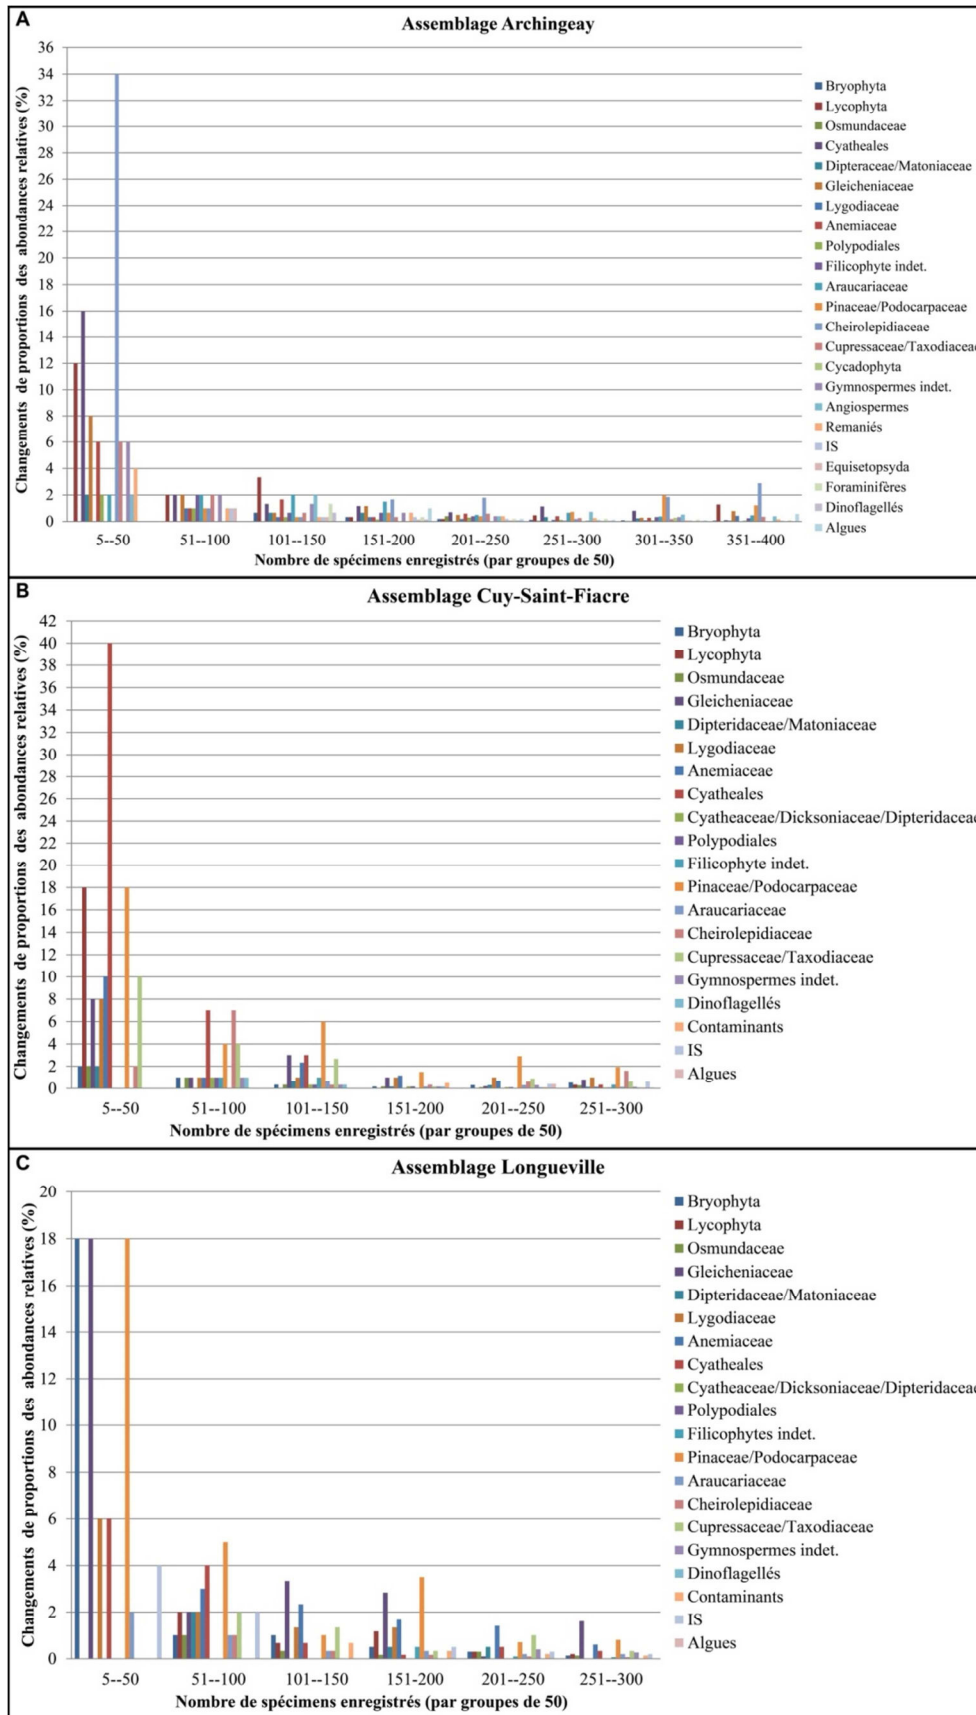 A
Assemblage Archingeay
Changements de proportions des abondances relatives (%)
36
34
32
30
28
26
24
22
20
18
16
14
12
10
8
6
4
2
0
5--50
51--100
101--150
151-200
201--250
251--300
301--350
351--400
Nombre de spécimens enregistrés (par groupes de 50)
Bryophyta
Lycophyta
Osmundaceae
Cyatheales
Dipteraceae/Matoniaceae
Gleicheniaceae
Lygodiaceae
Anemiaceae
Polypodiales
Filicophyte indet.
Araucariaceae
Pinaceae/Podocarpaceae
Cheirolepidiaceae
Cupressaceae/Taxodiaceae
Cycadophyta
Gymnospermes indet.
Angiospermes
Remaniés
IS
Equisetopsyda
Foraminifères
Dinoflagellés
Algues
B
Assemblage Cuy-Saint-Fiacre
Changements de proportions des abondances relatives (%)
42
40
38
36
34
32
30
28
26
24
22
20
18
16
14
12
10
8
6
4
2
0
5--50
51--100
101--150
151-200
201--250
251--300
Nombre de spécimens enregistrés (par groupes de 50)
Bryophyta
Lycophyta
Osmundaceae
Gleicheniaceae
Dipteridaceae/Matoniaceae
Lygodiaceae
Anemiaceae
Cyatheales
Cyatheaceae/Dicksoniaceae/Dipteridaceae
Polypodiales
Filicophyte indet.
Pinaceae/Podocarpaceae
Araucariaceae
Cheirolepidiaceae
Cupressaceae/Taxodiaceae
Gymnospermes indet.
Dinoflagellés
Contaminants
IS
Algues
C
Assemblage Longueville
Changements de proportions des abondances relatives (%)
20
18
16
14
12
10
8
6
4
2
0
5--50
51--100
101--150
151-200
201--250
251--300
Nombre de spécimens enregistrés (par groupes de 50)
Bryophyta
Lycophyta
Osmundaceae
Gleicheniaceae
Dipteridaceae/Matoniaceae
Lygodiaceae
Anemiaceae
Cyatheales
Cyatheaceae/Dicksoniaceae/Dipteridaceae
Polypodiales
Filicophytes indet.
Pinaceae/Podocarpaceae
Araucariaceae
Cheirolepidiaceae
Cupressaceae/Taxodiaceae
Gymnospermes indet.
Dinoflagellés
Contaminants
IS
Algues